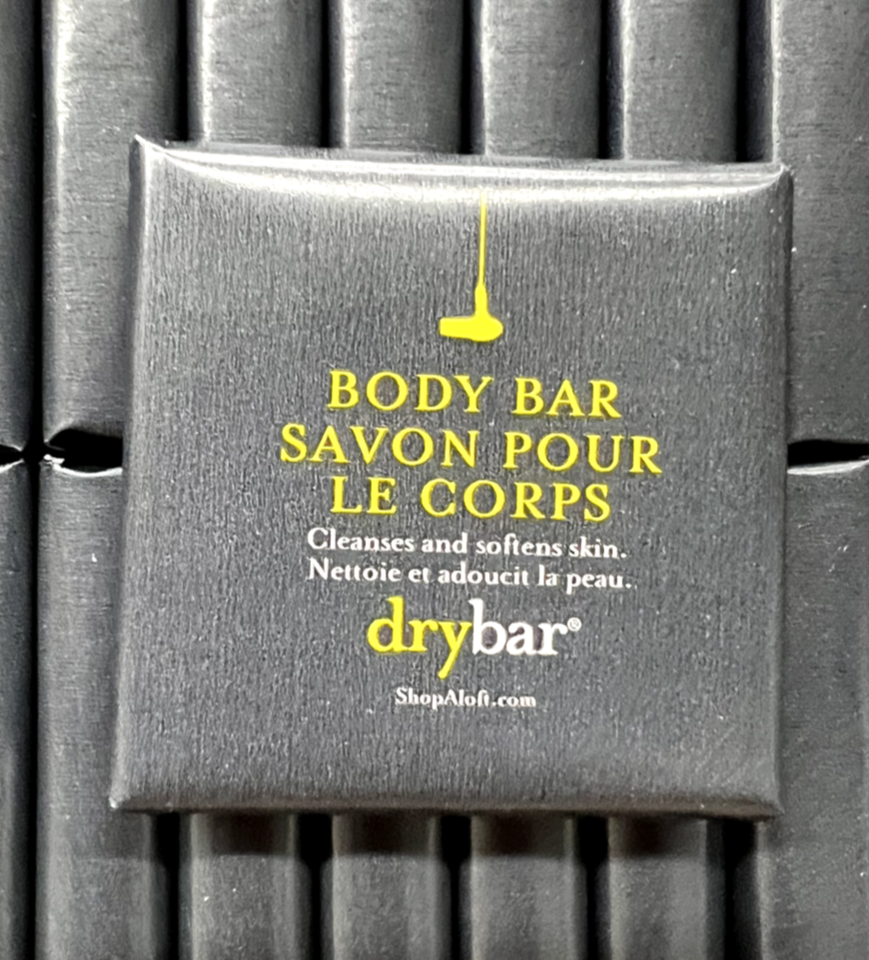 BODY BAR
SAVON POUR
LE CORPS
Cleanses and softens skin.
Nettoie et adoucit la peau.
drybar®
ShopAloft.com